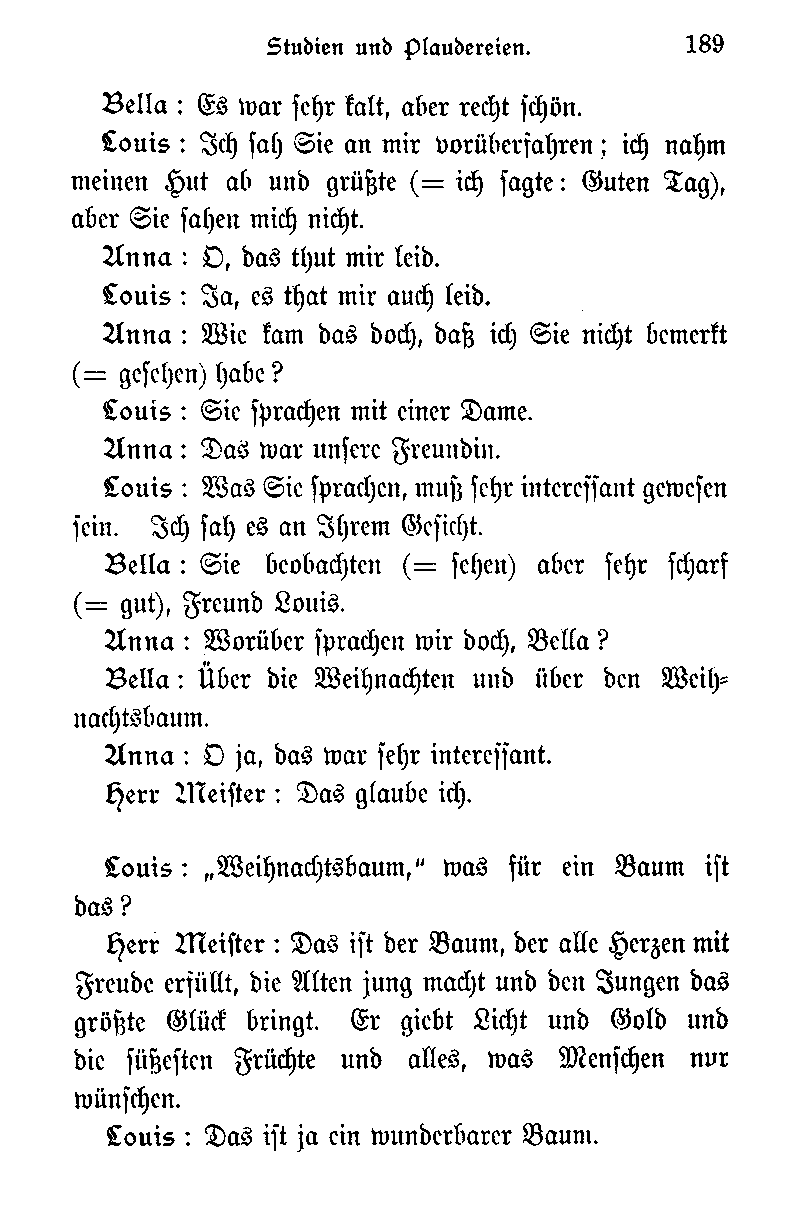 Studien und Plaudereien. 189
Bella : Es war sehr kalt, aber recht schön.
Louis : Ich sah Sie an mir vorüberfahren ; ich nahm
meinen Hut ab und grüßte (= ich sagte : Guten Tag),
aber Sie sahen mich nicht.
Anna : O, das thut mir leid.
Louis : Ja, es that mir auch leid.
Anna : Wie kam das doch, daß ich Sie nicht bemerkt
(= gesehen) habe ?
Louis : Sie sprachen mit einer Dame.
Anna : Das war unsere Freundin.
Louis : Was Sie sprachen, muß sehr interessant gewesen
sein. Ich sah es an Ihrem Gesicht.
Bella : Sie beobachten (= sehen) aber sehr scharf
(= gut), Freund Louis.
Anna : Worüber sprachen wir doch, Bella ?
Bella : Über die Weihnachten und über den Weih-
nachtsbaum.
Anna : O ja, das war sehr interessant.
Herr Meister : Das glaube ich.
Louis : „Weihnachtsbaum,“ was für ein Baum ist
das ?
Herr Meister : Das ist der Baum, der alle Herzen mit
Freude erfüllt, die Alten jung macht und den Jungen das
größte Glück bringt. Er giebt Licht und Gold und
die süßesten Früchte und alles, was Menschen nur
wünschen.
Louis : Das ist ja ein wunderbarer Baum.